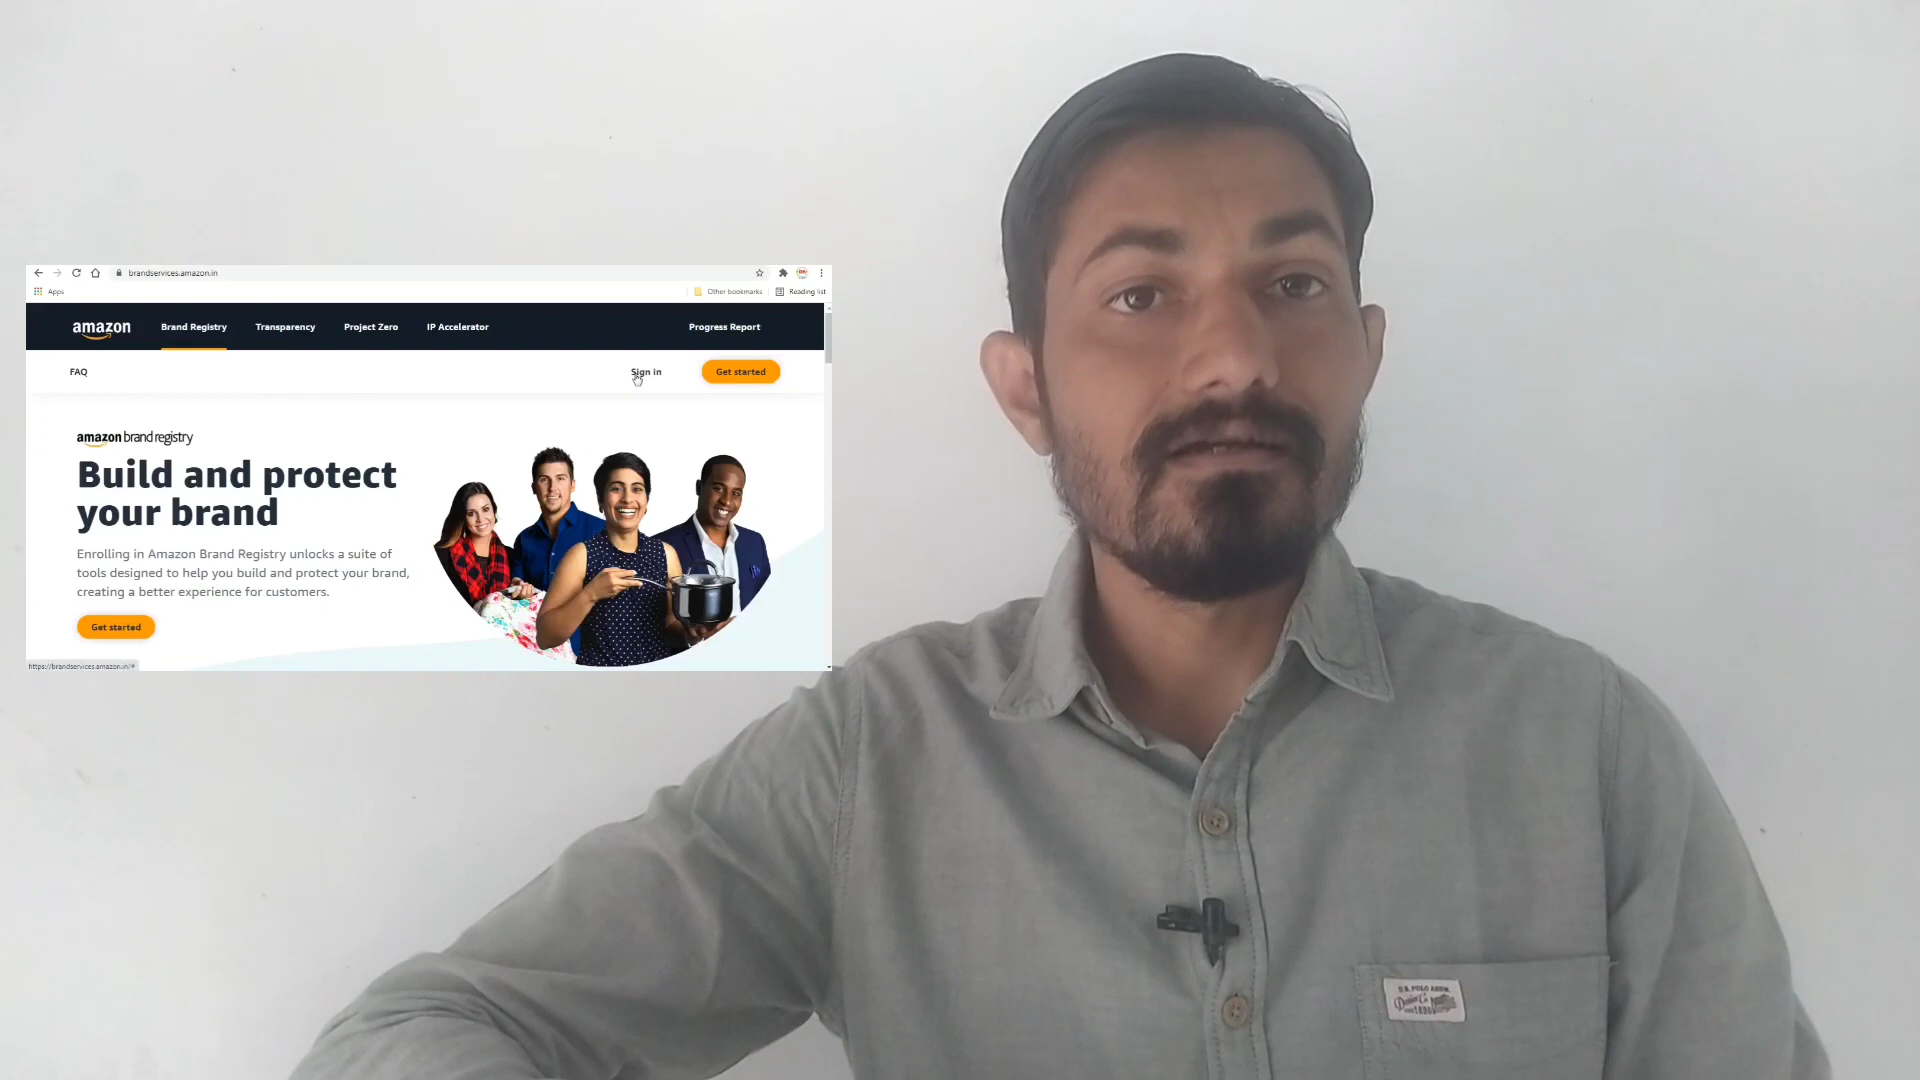 brandservices.amazon.in
Apps
Other bookmarks
Reading list
amazon
Brand Registry
Transparency
Project Zero
IP Accelerator
Progress Report
FAQ
Sign in
Get started
amazon brand registry
Build and protect
your brand
Enrolling in Amazon Brand Registry unlocks a suite of
tools designed to help you build and protect your brand,
creating a better experience for customers.
Get started
https://brandservices.amazon.in/#
U.S. POLO ASSN.
Denim Co
1890